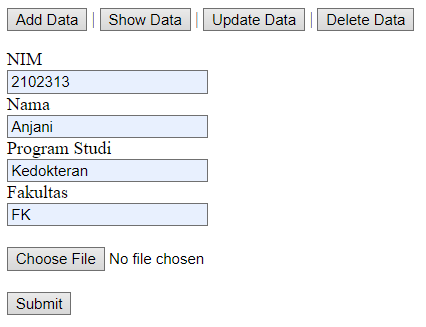 Add Data | Show Data | Update Data | Delete Data
NIM
2102313
Nama
Anjani
Program Studi
Kedokteran
Fakultas
FK
Choose File No file chosen
Submit